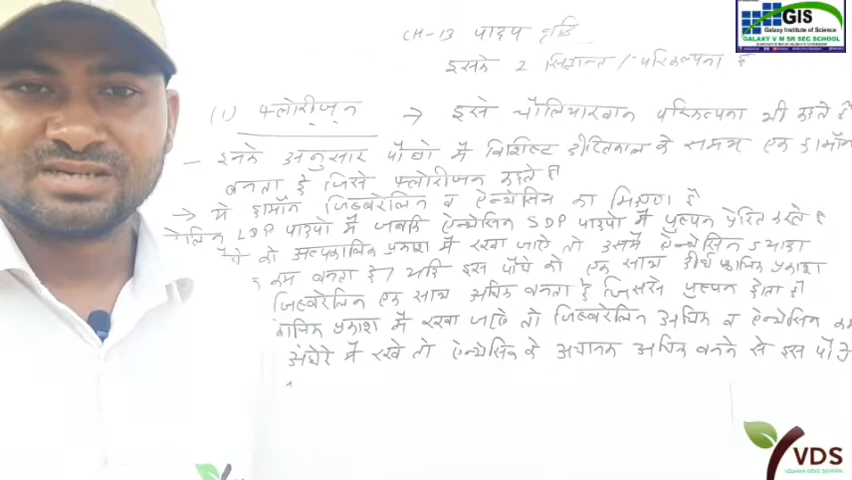 CH-13 पादप वृद्धि
इसके 2 सिद्धान्त / परिकल्पना है
(1) फ्लोरीजन → इसे चौलियाख्यान परिकल्पना भी कहते हैं
- इनके अनुसार पौधों में विशिष्ट दीप्तिकाल के समय एक हार्मोन
बनता है जिसे फ्लोरीजन कहते है
→ ये हार्मोन जिब्बरेलिन व ऐन्थेसिन का मिश्रण है
रेलिन LDP पादपो में जबकि ऐन्थेसिन SDP पादपो में पुष्पन प्रेरित करते है
को अल्पकालिक प्रकाश में रखा जाए तो उसमें ऐन्थेसिन ज्यादा
कम बनता है। यदि इस पौधे को एक साथ दीर्घकालिक प्रकाश
जिब्बरेलिन एक साथ अधिक बनता है जिससे पुष्पन होता है
प्रकाश में रखा जाऐ तो जिब्बरेलिन अधिक व ऐन्थेसिन कम
अंधेरे में रखे तो ऐन्थेसिन के अचानक अधिक बनने से इस पौधे
GIS
Galaxy Institute of Science
GALAXY V M SR SEC SCHOOL
VDS